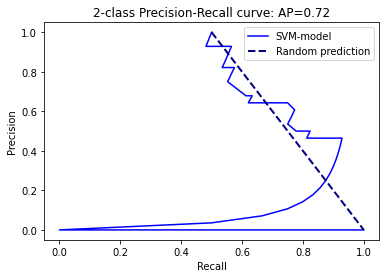 2-class Precision-Recall curve: AP=0.72
SVM-model
Random prediction
Precision
1.0
0.8
0.6
0.4
0.2
0.0
0.0 0.2 0.4 0.6 0.8 1.0
Recall